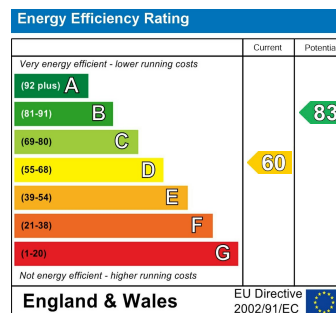 Energy Efficiency Rating
Current Potentia
Very energy efficient - lower running costs
(92 plus) A
(81-91) B
(69-80) C
(55-68) D
(39-54) E
(21-38) F
(1-20) G
60
83
Not energy efficient - higher running costs
England & Wales
EU Directive
2002/91/EC